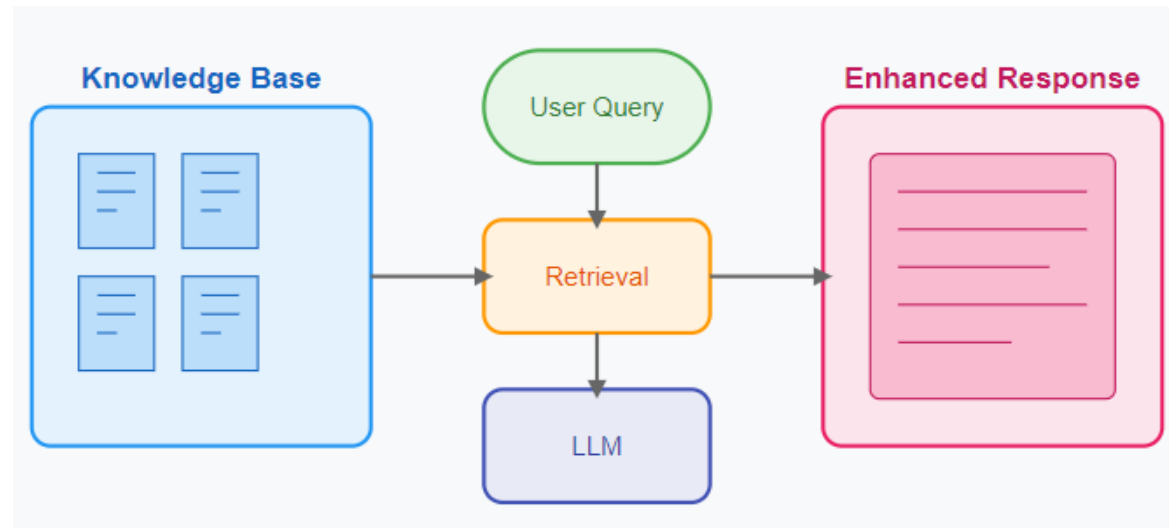 Knowledge Base
User Query
Enhanced Response
Retrieval
LLM